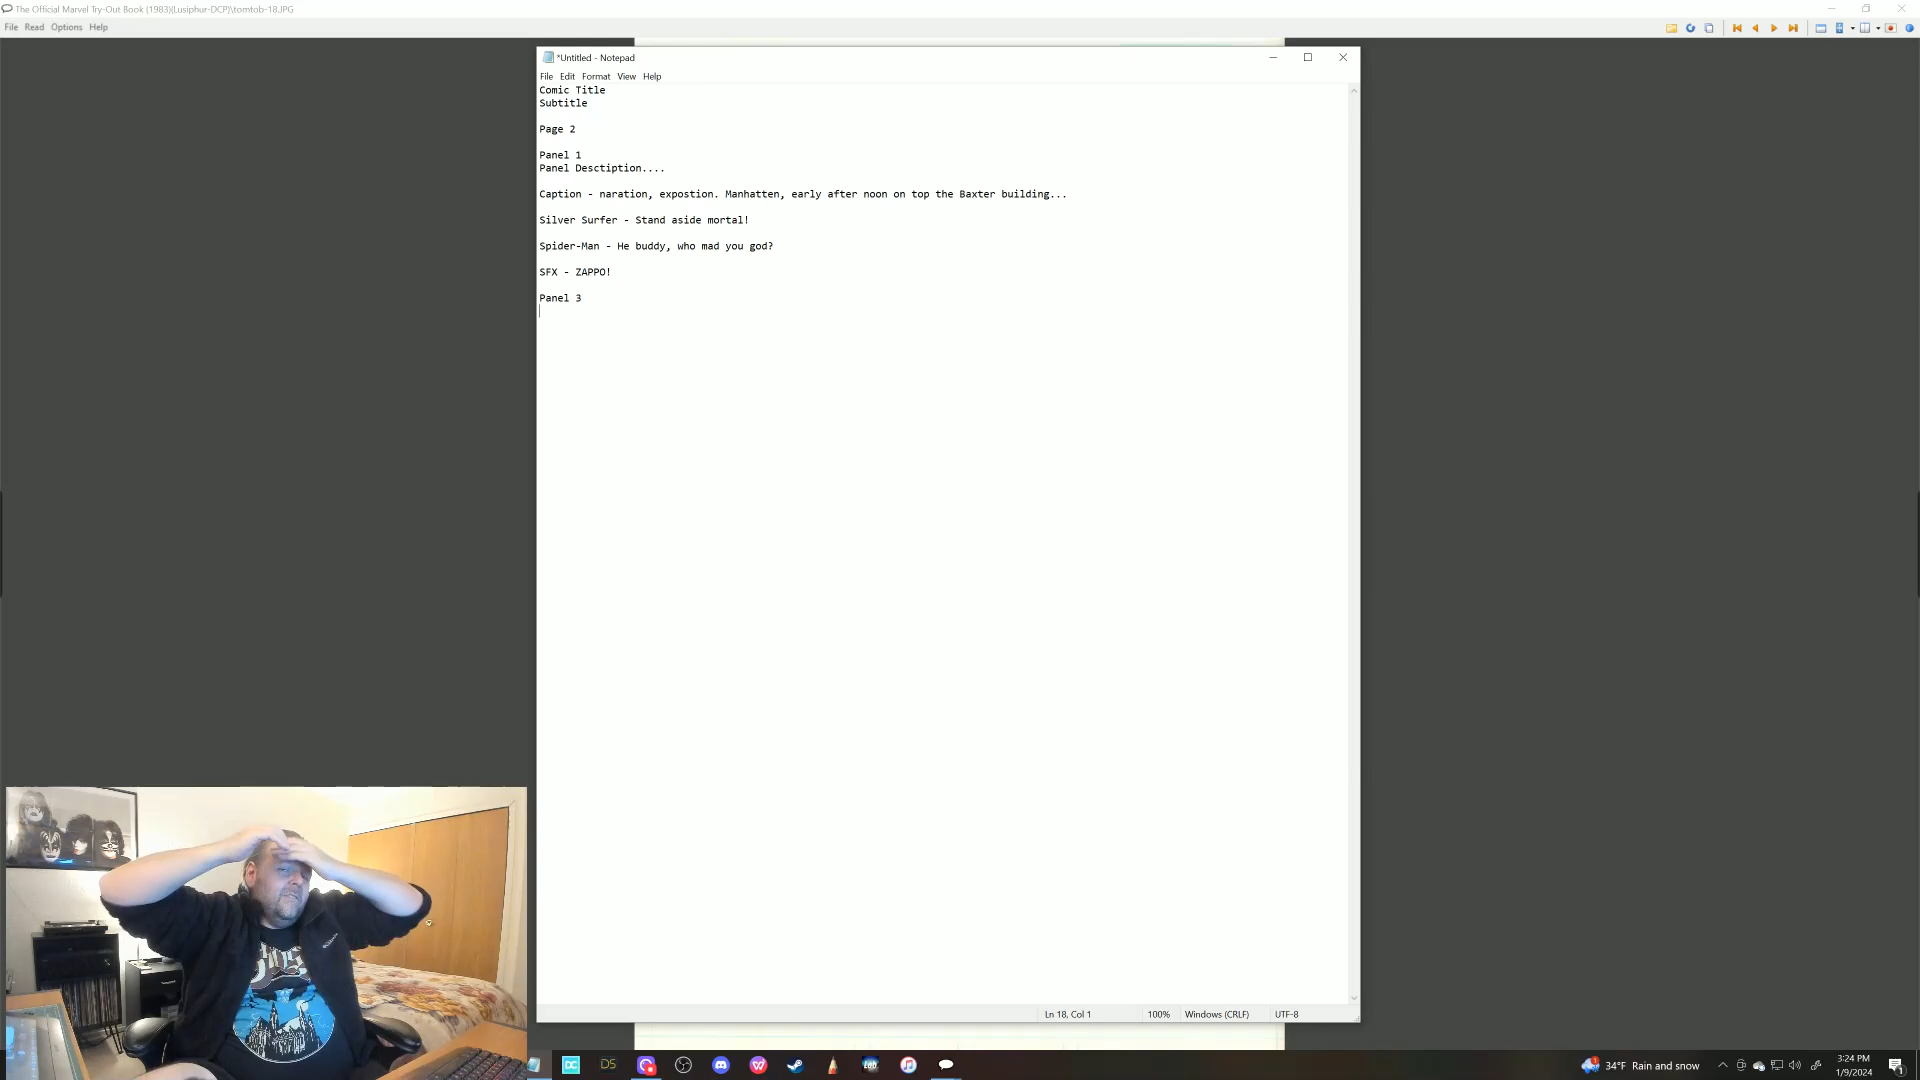 The Official Marvel Try-Out Book (1983)(Lusiphur-DCP)\tomtob-18.JPG
File Read Options Help
*Untitled - Notepad
File Edit Format View Help
Comic Title
Subtitle
Page 2
Panel 1
Panel Desctiption....
Caption - naration, expostion. Manhatten, early after noon on top the Baxter building...
Silver Surfer - Stand aside mortal!
Spider-Man - He buddy, who mad you god?
SFX - ZAPPO!
Panel 3
Ln 18, Col 1 100% Windows (CRLF) UTF-8
DC DS Lab 34°F Rain and snow 3:24 PM
1/9/2024